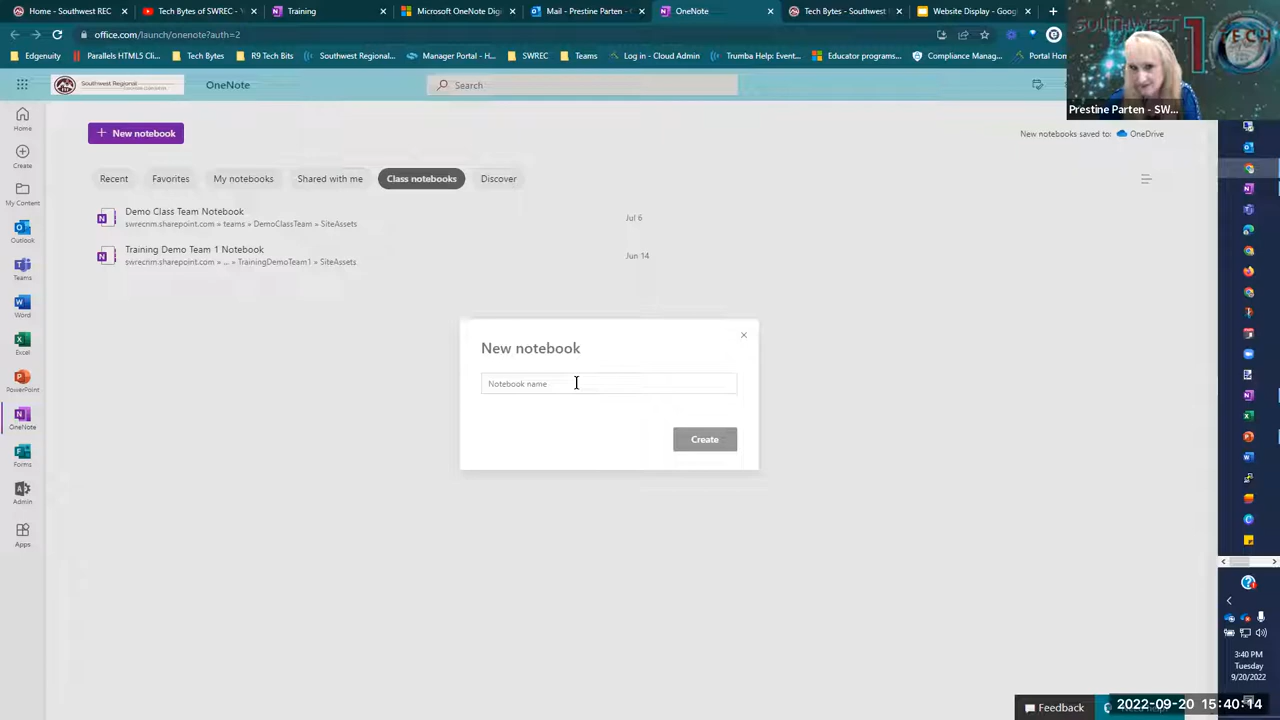 Home - Southwest REC
Tech Bytes of SWREC - V
Training
Microsoft OneNote Dig
Mail - Prestine Parten -
OneNote
Tech Bytes of SWREC -
Website Display - Goog
office.com/launch/onenote?auth=2
Edgenuity
Parallels HTML5 Cli...
R9 Tech Bits
Southwest Regional...
Manager Portal - H...
Trumba Help: Event...
SWREC
Teams
Log in - Cloud Admin
Educator programs...
Compliance Manag...
Portal Home
SOUTHWEST
1
TECH
Prestine Parten - SW...
Southwest Regional
OneNote
Search
Home
New notebook
New notebooks saved to: OneDrive
Create
Recent
Favorites
My notebooks
Shared with me
Class notebooks
Discover
My Content
Demo Class Team Notebook
swrecnm.sharepoint.com » teams » DemoClassTeam » SiteAssets
Jul 6
Outlook
Training Demo Team 1 Notebook
swrecnm.sharepoint.com » ... » TrainingDemoTeam1 » SiteAssets
Jun 14
Teams
Word
New notebook
Excel
Notebook name
PowerPoint
Create
OneNote
Forms
Admin
Apps
3:40 PM
Tuesday
9/20/2022
Feedback
2022-09-20 15:40:14